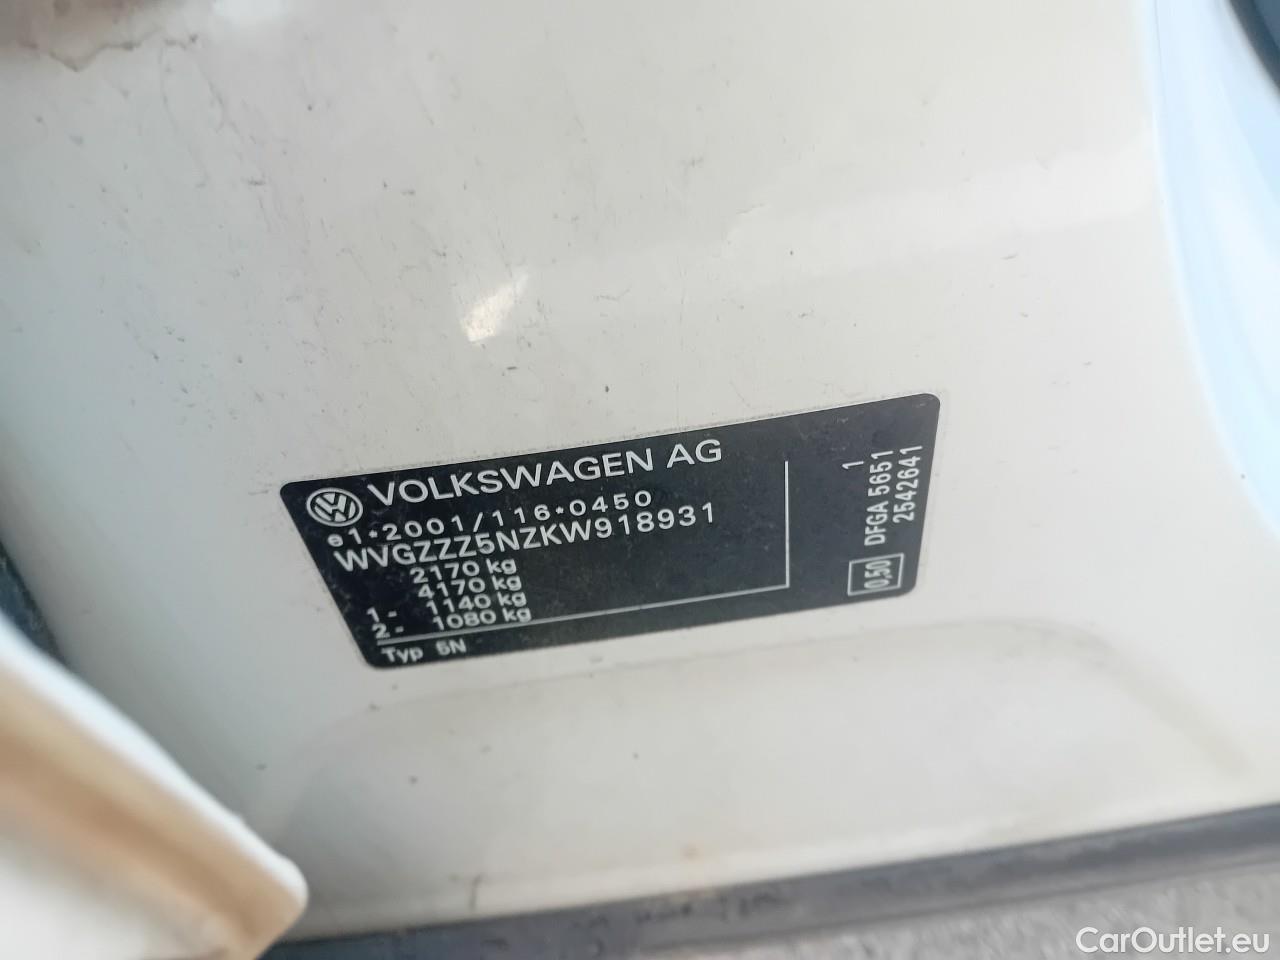 VOLKSWAGEN AG
e1*2001/116*0450
WVGZZZ5NZKW918931
2170 kg
4170 kg
1- 1140 kg
2- 1080 kg
Typ 5N
1
DFGA 5651
2542641
0,50
CarOutlet.eu